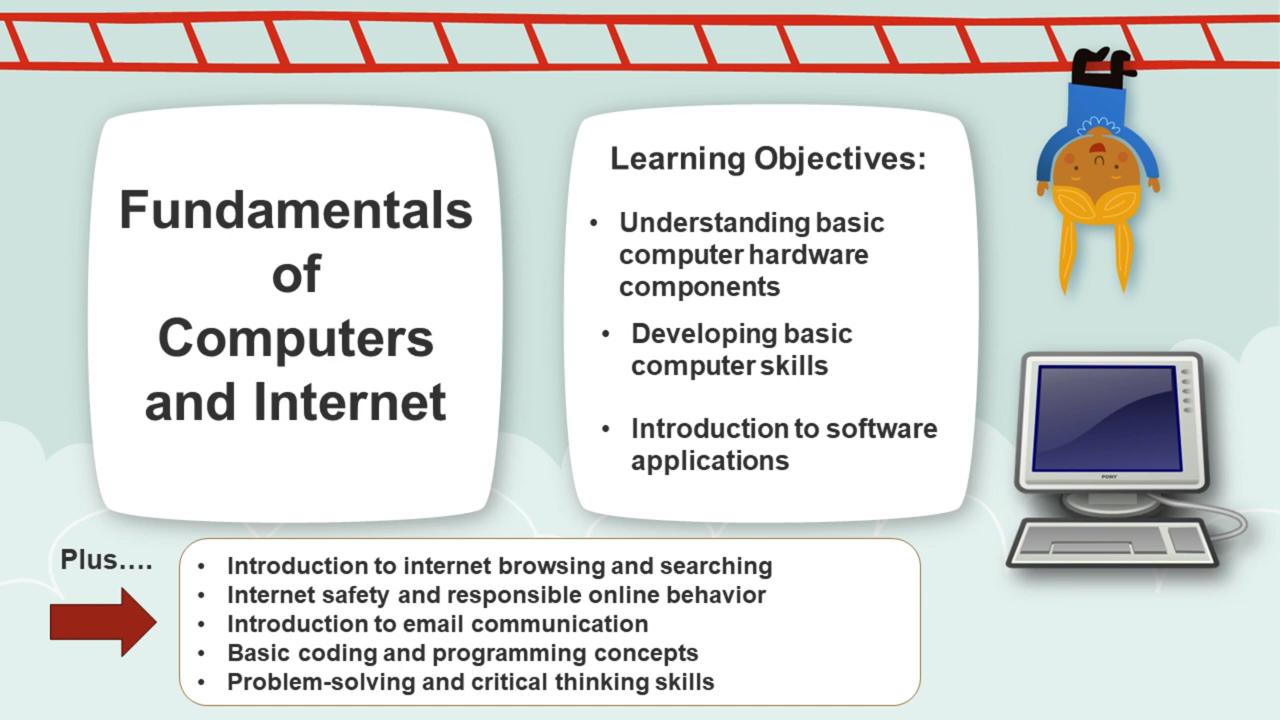 Fundamentals
of
Computers
and Internet
Learning Objectives:
• Understanding basic
computer hardware
components
• Developing basic
computer skills
• Introduction to software
applications
Plus....
• Introduction to internet browsing and searching
• Internet safety and responsible online behavior
• Introduction to email communication
• Basic coding and programming concepts
• Problem-solving and critical thinking skills
PONY